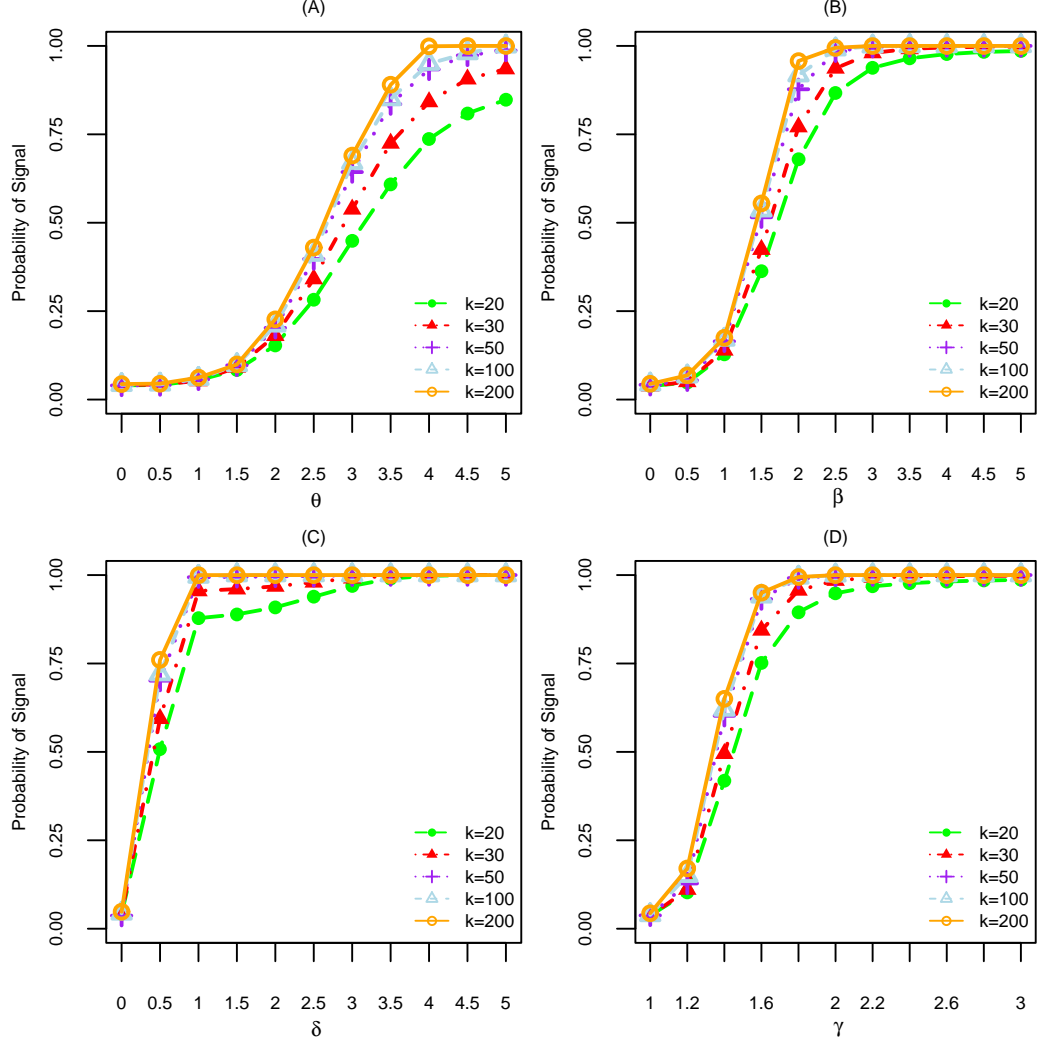 (A)
Probability of Signal
1.00
0.75
0.50
0.25
0.00
k=20
k=30
k=50
k=100
k=200
0 0.5 1 1.5 2 2.5 3 3.5 4 4.5 5
θ
(B)
Probability of Signal
1.00
0.75
0.50
0.25
0.00
k=20
k=30
k=50
k=100
k=200
0 0.5 1 1.5 2 2.5 3 3.5 4 4.5 5
β
(C)
Probability of Signal
1.00
0.75
0.50
0.25
0.00
k=20
k=30
k=50
k=100
k=200
0 0.5 1 1.5 2 2.5 3 3.5 4 4.5 5
δ
(D)
Probability of Signal
1.00
0.75
0.50
0.25
0.00
k=20
k=30
k=50
k=100
k=200
1 1.2 1.6 2 2.2 2.6 3
γ